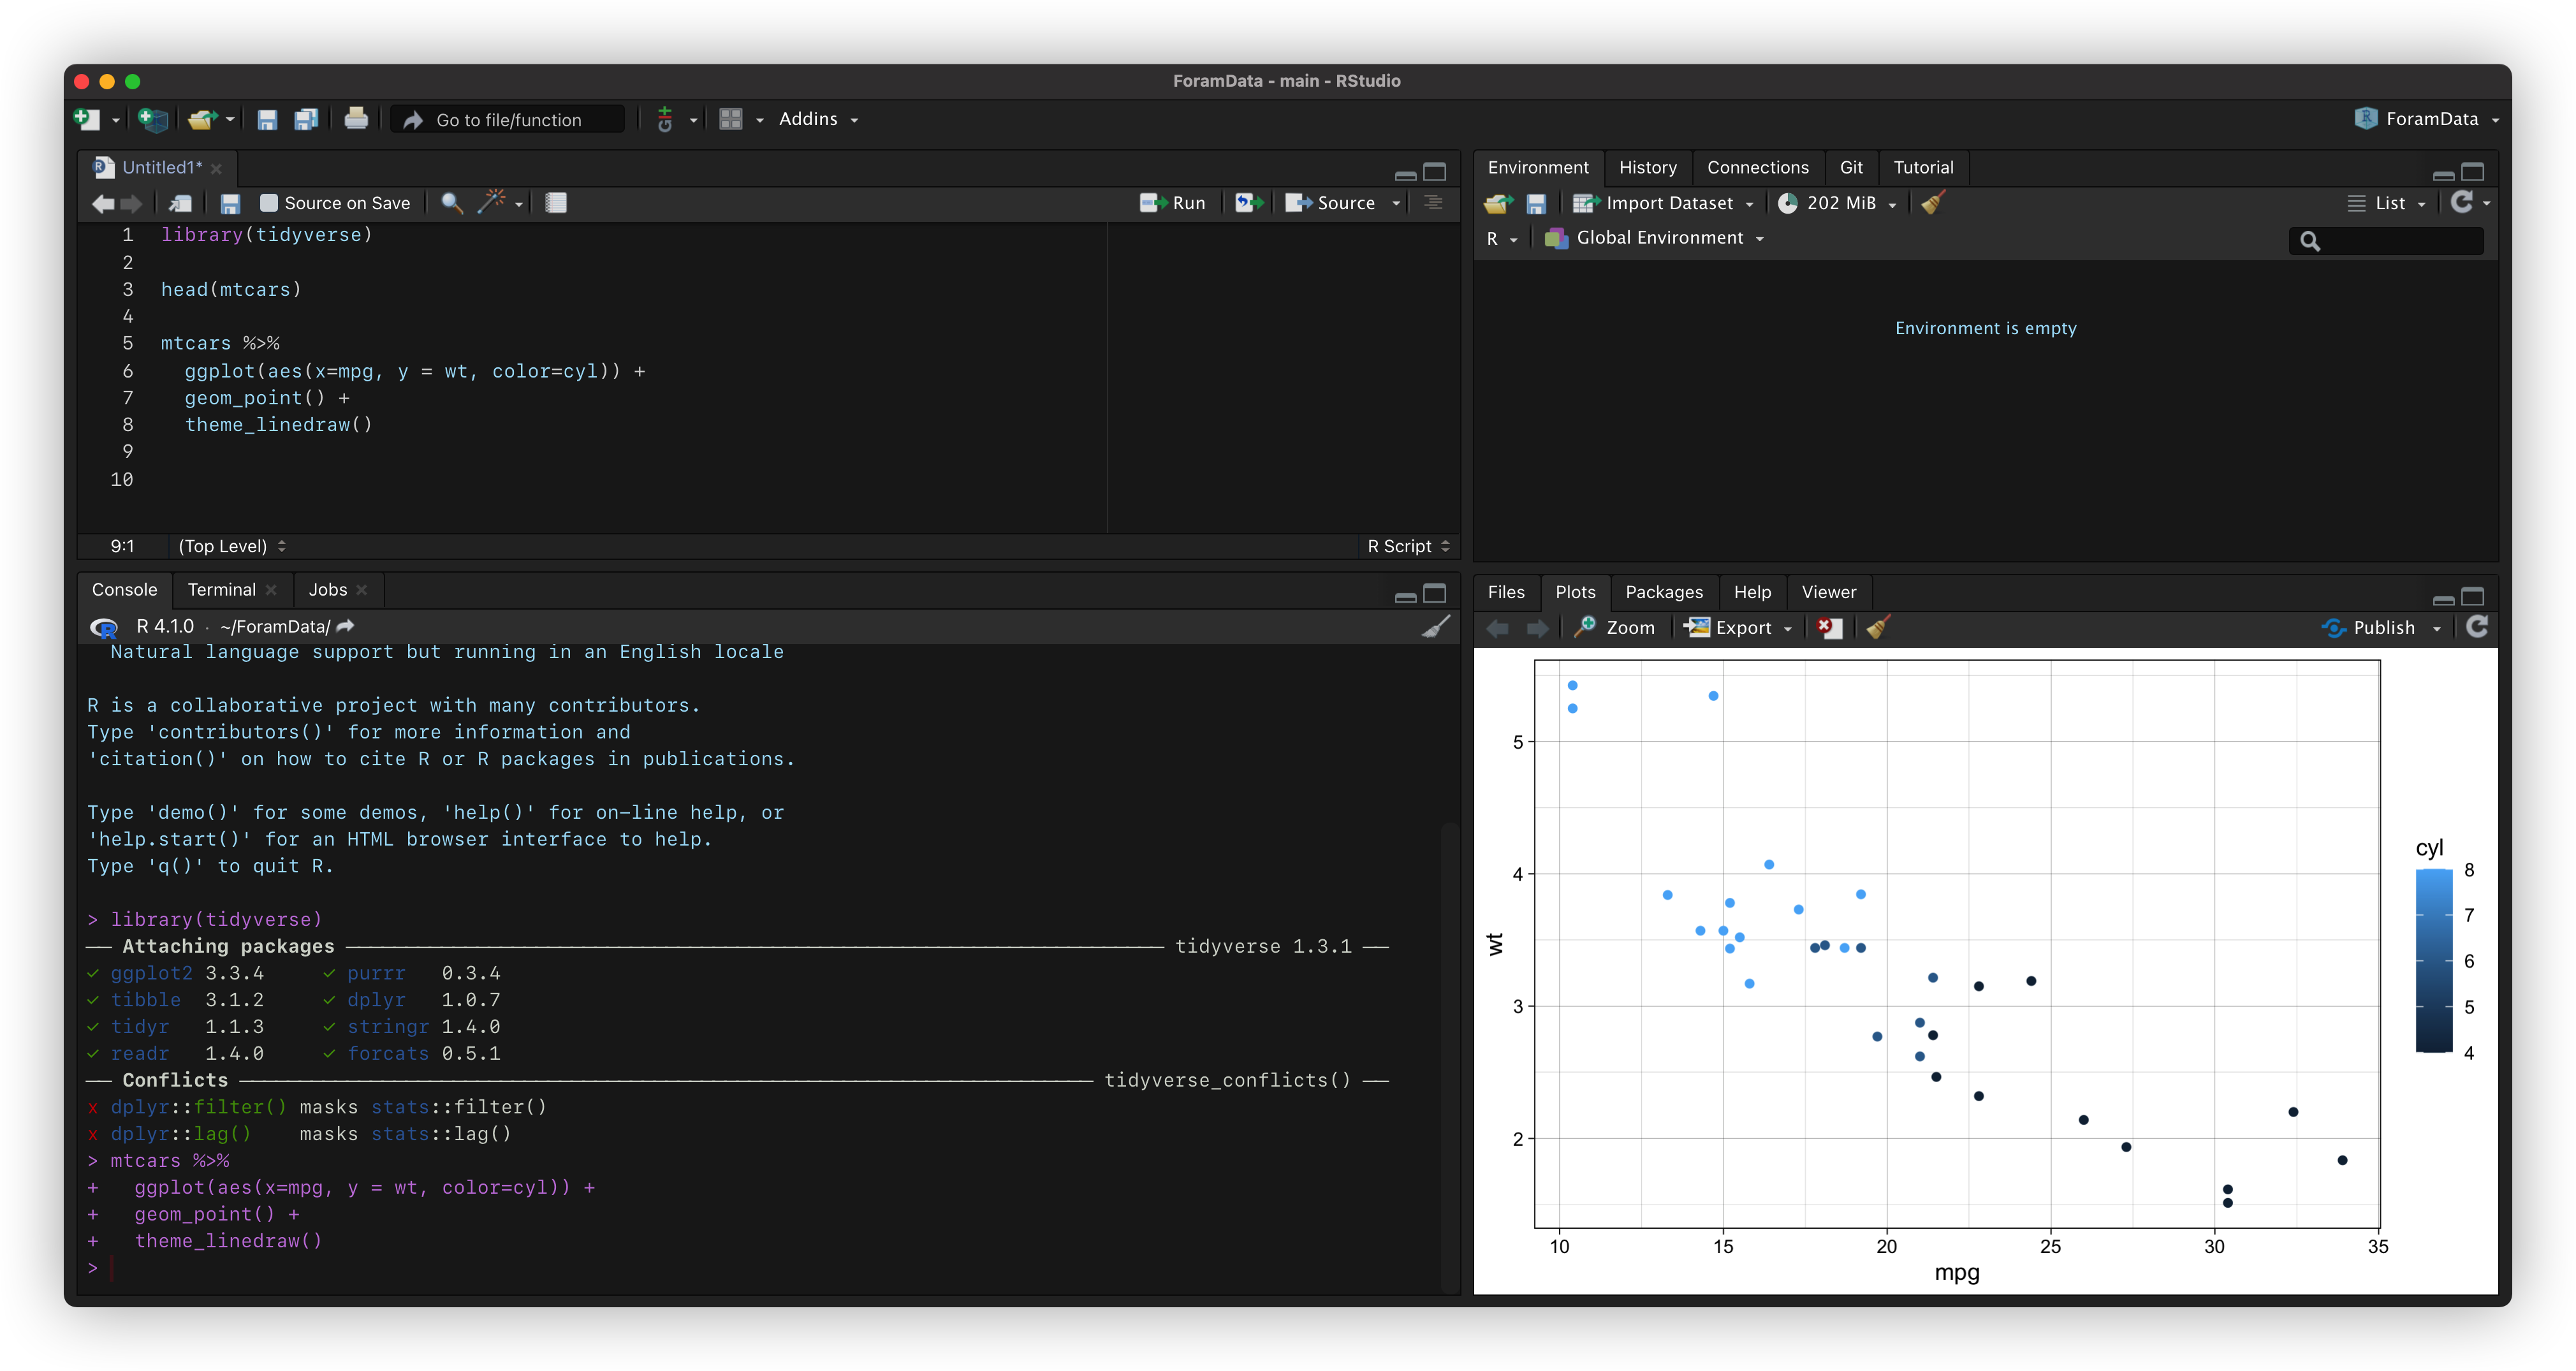 ForamData - main - RStudio
Go to file/function
Addins
ForamData
Untitled1*
Source on Save
Run
Source
1 library(tidyverse)
2
3 head(mtcars)
4
5 mtcars %>%
6 ggplot(aes(x=mpg, y = wt, color=cyl)) +
7 geom_point() +
8 theme_linedraw()
9
10
9:1 (Top Level) R Script
Environment History Connections Git Tutorial
Import Dataset 202 MiB List
R Global Environment
Environment is empty
Console Terminal Jobs
R 4.1.0 · ~/ForamData/
Natural language support but running in an English locale
R is a collaborative project with many contributors.
Type 'contributors()' for more information and
'citation()' on how to cite R or R packages in publications.
Type 'demo()' for some demos, 'help()' for on-line help, or
'help.start()' for an HTML browser interface to help.
Type 'q()' to quit R.
> library(tidyverse)
── Attaching packages ── tidyverse 1.3.1 ──
✓ ggplot2 3.3.4 ✓ purrr 0.3.4
✓ tibble 3.1.2 ✓ dplyr 1.0.7
✓ tidyr 1.1.3 ✓ stringr 1.4.0
✓ readr 1.4.0 ✓ forcats 0.5.1
── Conflicts ── tidyverse_conflicts() ──
x dplyr::filter() masks stats::filter()
x dplyr::lag() masks stats::lag()
> mtcars %>%
+ ggplot(aes(x=mpg, y = wt, color=cyl)) +
+ geom_point() +
+ theme_linedraw()
>
Files Plots Packages Help Viewer
Zoom Export Publish
5
4
3
2
wt
10 15 20 25 30 35
mpg
cyl
8
7
6
5
4
Git